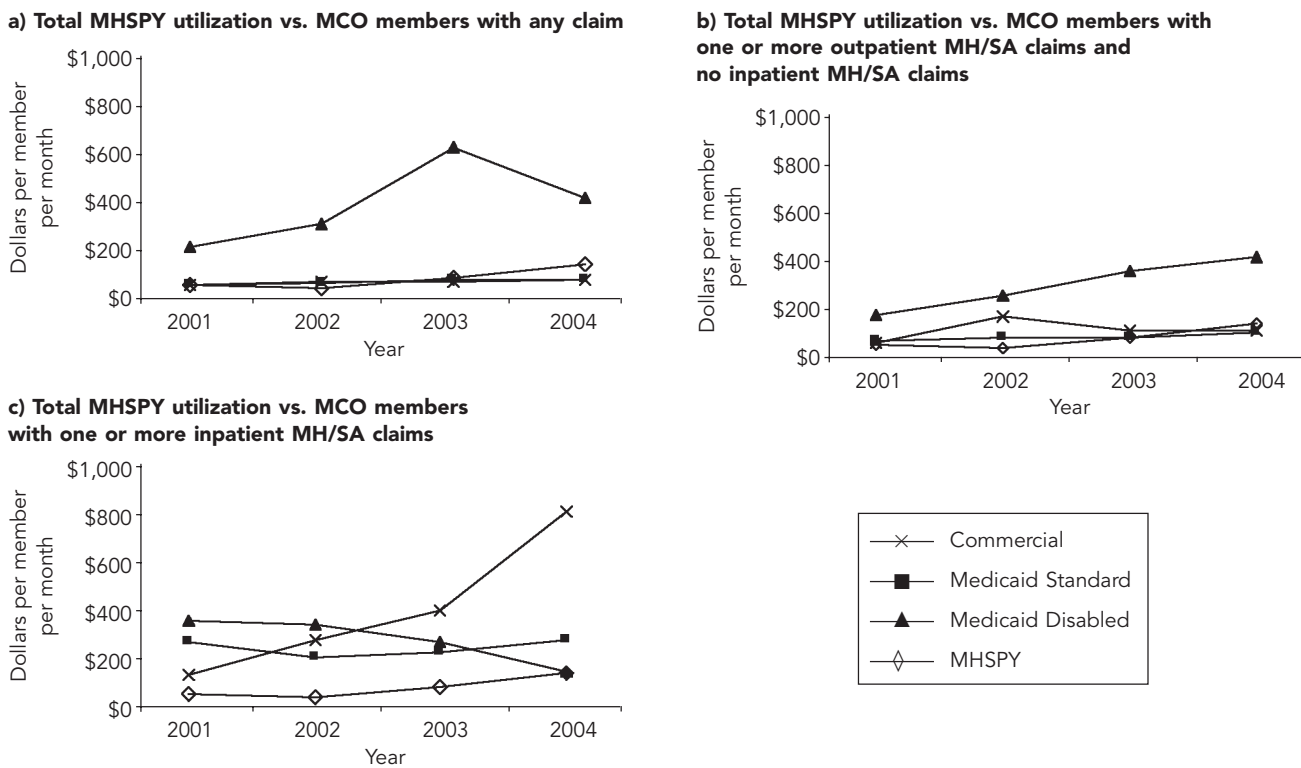 a) Total MHSPY utilization vs. MCO members with any claim
$1,000
$800
$600
$400
$200
$0
Dollars per member
per month
2001 2002 2003 2004
Year
b) Total MHSPY utilization vs. MCO members with
one or more outpatient MH/SA claims and
no inpatient MH/SA claims
$1,000
$800
$600
$400
$200
$0
Dollars per member
per month
2001 2002 2003 2004
Year
c) Total MHSPY utilization vs. MCO members
with one or more inpatient MH/SA claims
$1,000
$800
$600
$400
$200
$0
Dollars per member
per month
2001 2002 2003 2004
Year
Commercial
Medicaid Standard
Medicaid Disabled
MHSPY